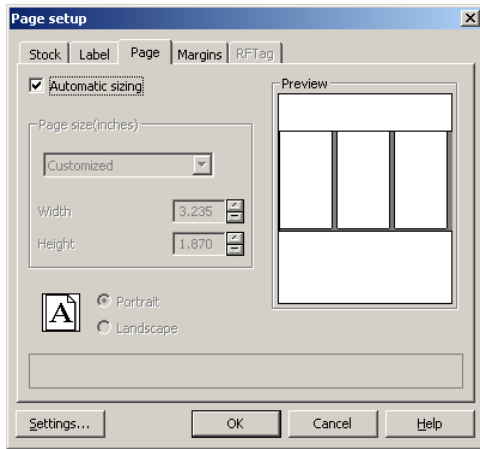 Page setup
Stock Label Page Margins RFTag
Automatic sizing
Preview
Page size(inches)
Customized
Width 3.235
Height 1.870
A
Portrait
Landscape
Settings... OK Cancel Help